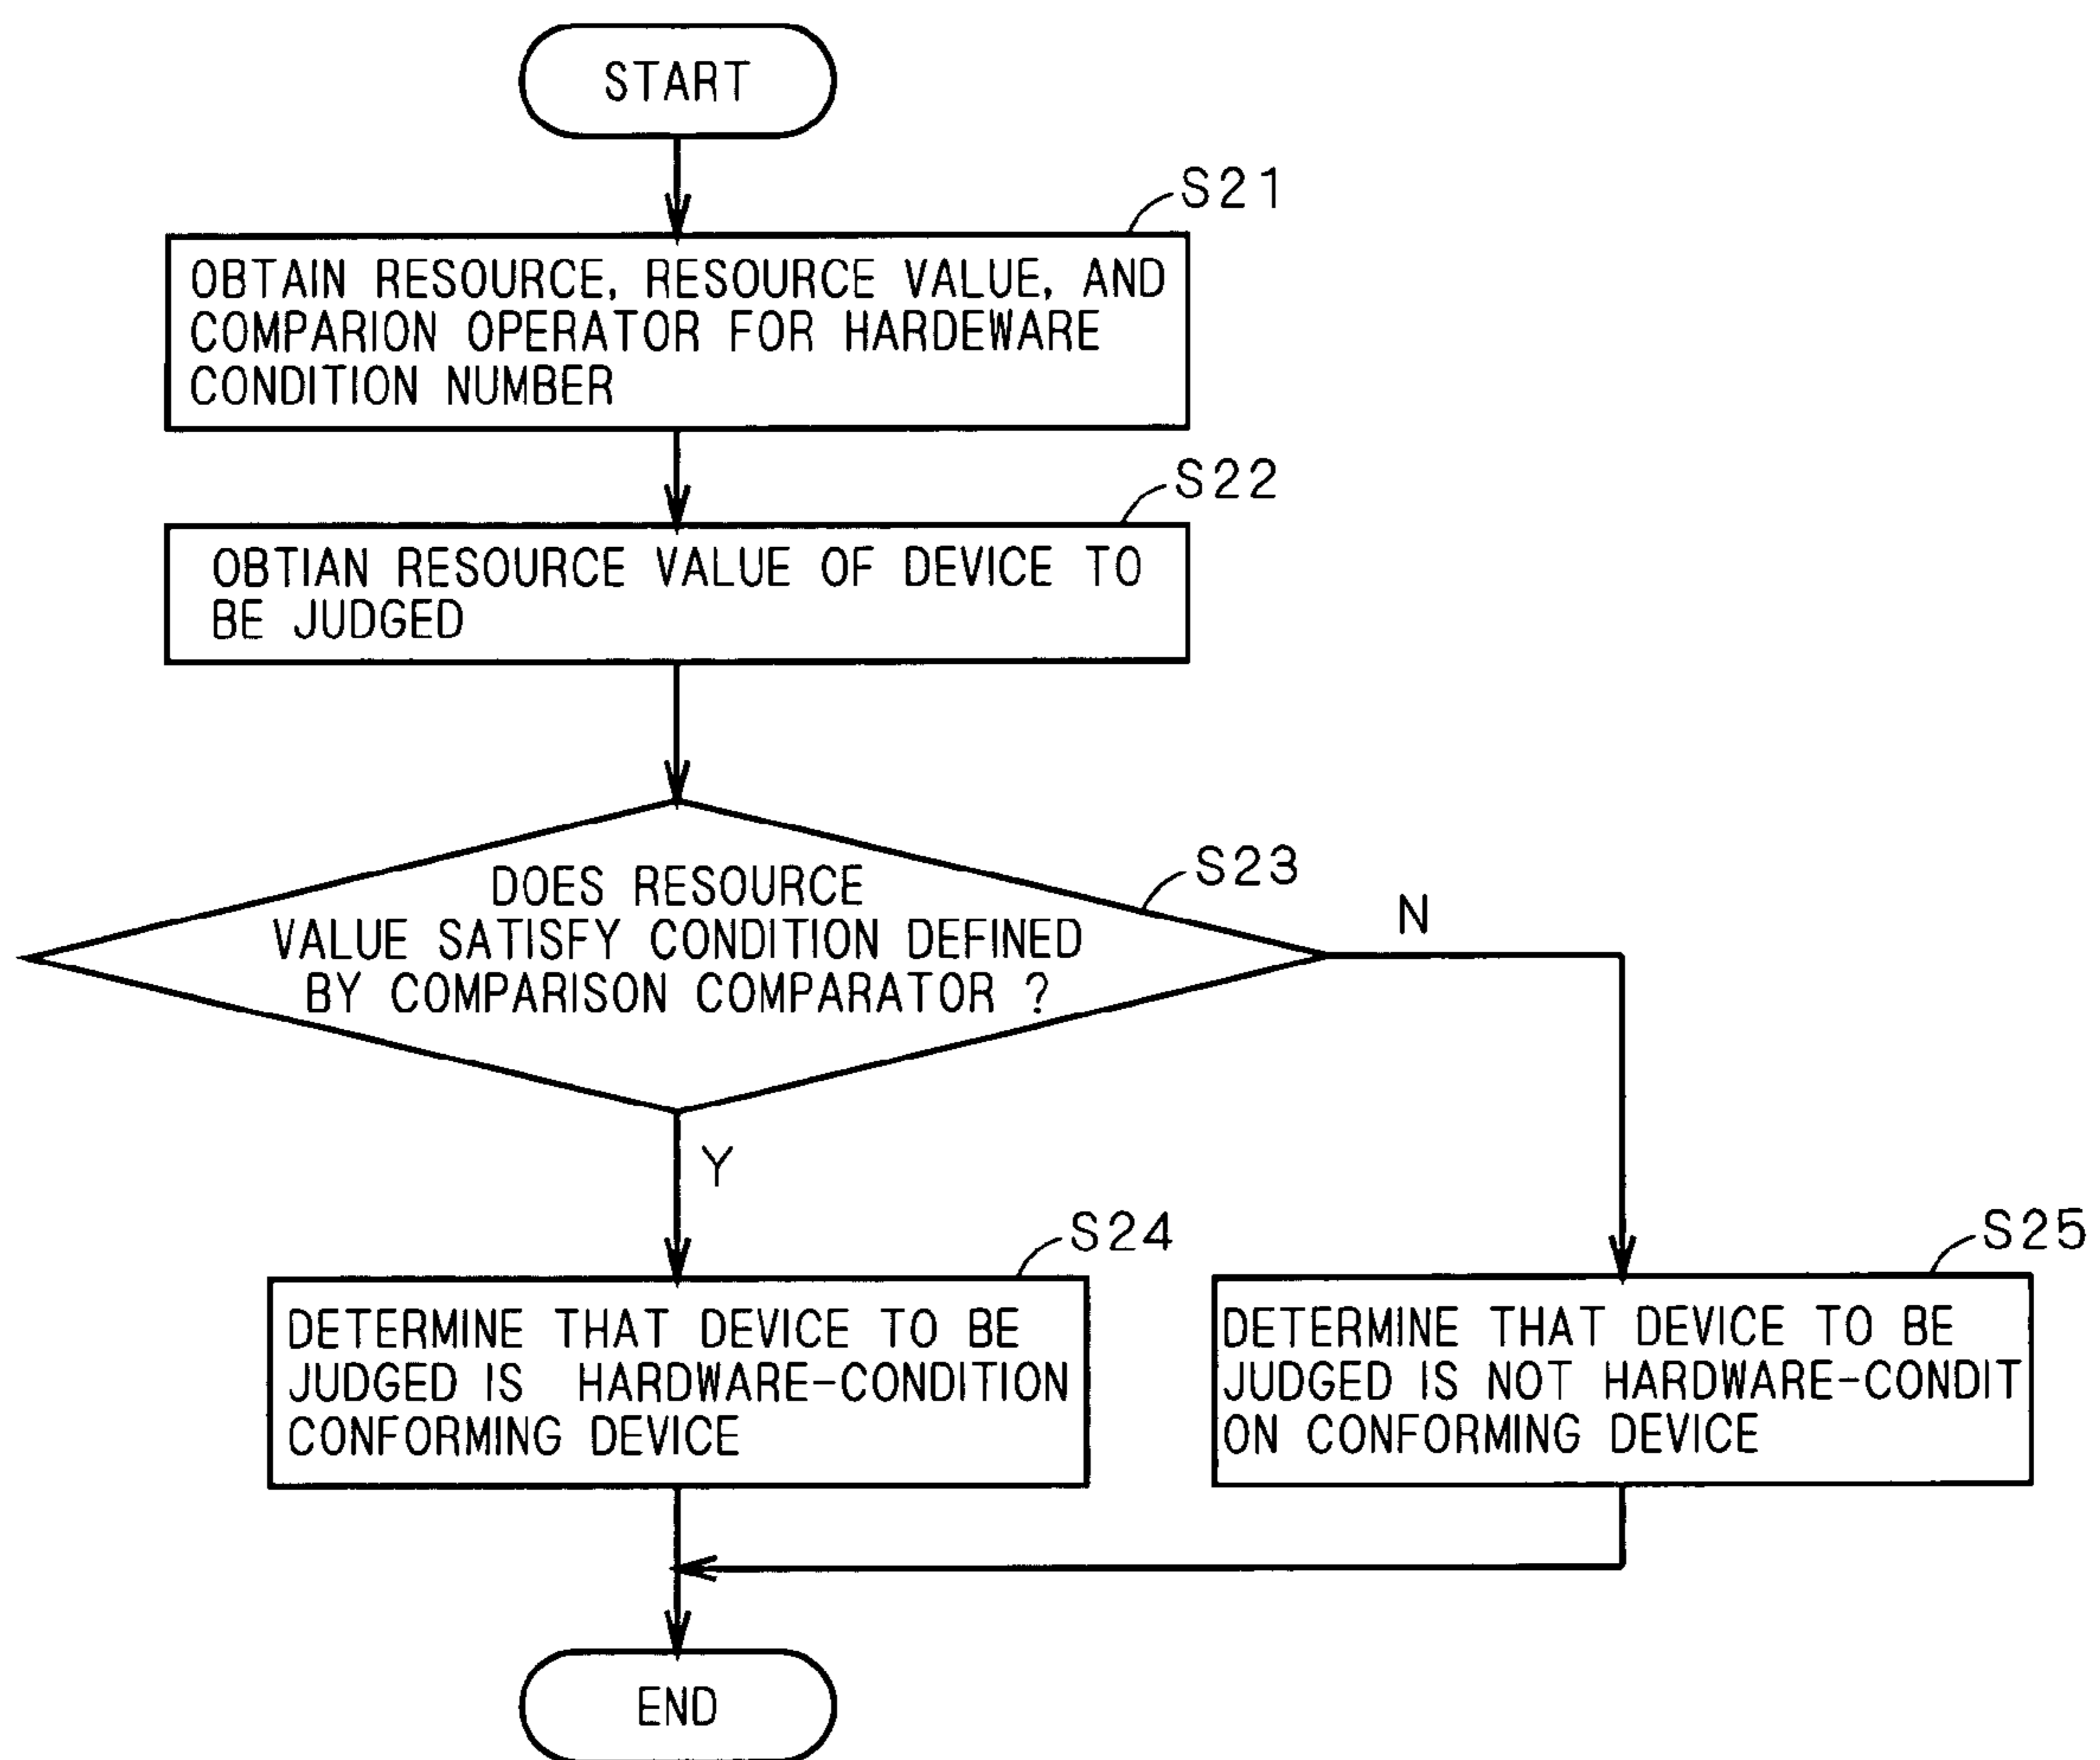 START
S21
OBTAIN RESOURCE, RESOURCE VALUE, AND
COMPARION OPERATOR FOR HARDEWARE
CONDITION NUMBER
S22
OBTIAN RESOURCE VALUE OF DEVICE TO
BE JUDGED
S23
DOES RESOURCE
VALUE SATISFY CONDITION DEFINED
BY COMPARISON COMPARATOR ?
N
Y
S24
DETERMINE THAT DEVICE TO BE
JUDGED IS HARDWARE-CONDITION
CONFORMING DEVICE
S25
DETERMINE THAT DEVICE TO BE
JUDGED IS NOT HARDWARE-CONDIT
ON CONFORMING DEVICE
END